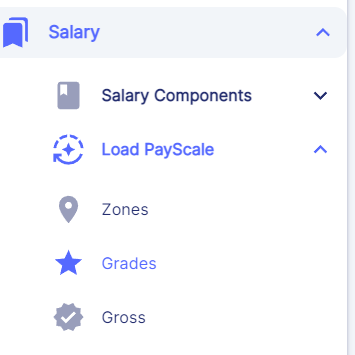 Salary
Salary Components
Load PayScale
Zones
Grades
Gross